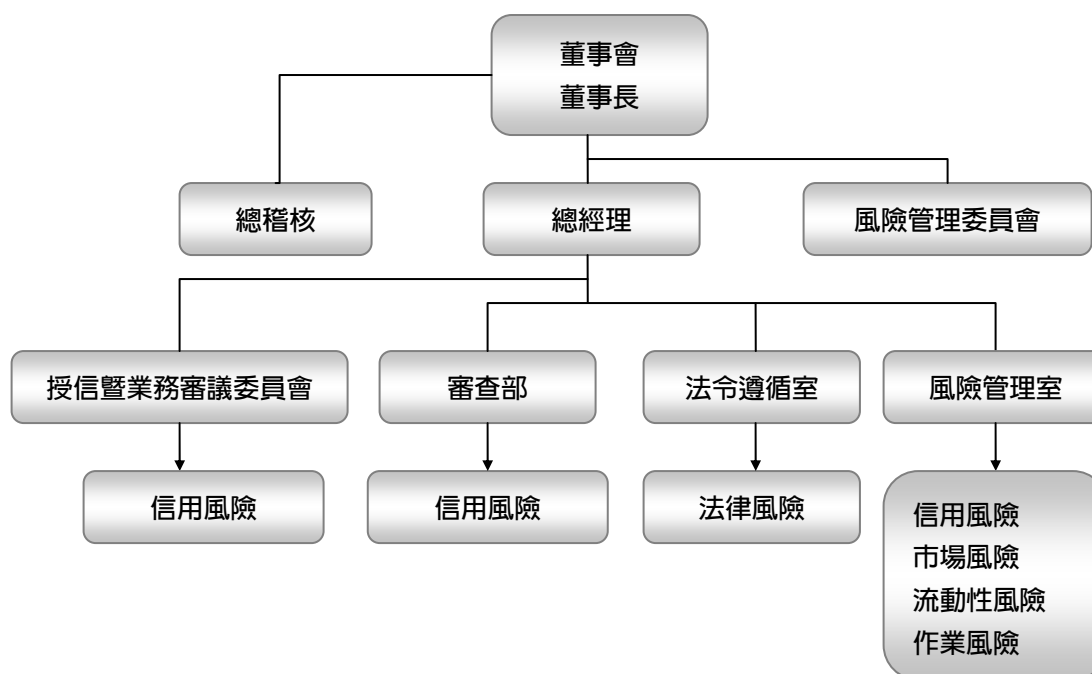 董事會
董事長
總稽核
總經理
風險管理委員會
授信暨業務審議委員會
審查部
法令遵循室
風險管理室
信用風險
信用風險
法律風險
信用風險
市場風險
流動性風險
作業風險